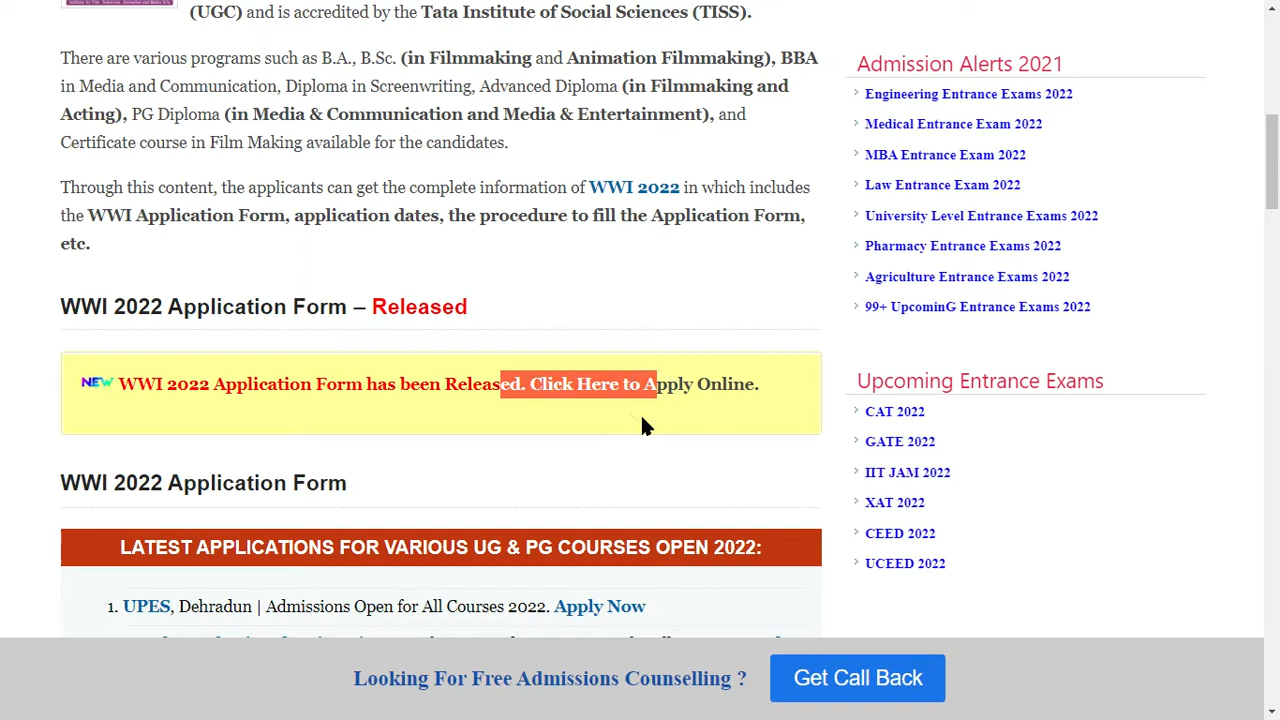 (UGC) and is accredited by the Tata Institute of Social Sciences (TISS).
There are various programs such as B.A., B.Sc. (in Filmmaking and Animation Filmmaking), BBA
in Media and Communication, Diploma in Screenwriting, Advanced Diploma (in Filmmaking and
Acting), PG Diploma (in Media & Communication and Media & Entertainment), and
Certificate course in Film Making available for the candidates.
Through this content, the applicants can get the complete information of WWI 2022 in which includes
the WWI Application Form, application dates, the procedure to fill the Application Form,
etc.
WWI 2022 Application Form – Released
NEW WWI 2022 Application Form has been Released. Click Here to Apply Online.
WWI 2022 Application Form
LATEST APPLICATIONS FOR VARIOUS UG & PG COURSES OPEN 2022:
1. UPES, Dehradun | Admissions Open for All Courses 2022. Apply Now
Admission Alerts 2021
Engineering Entrance Exams 2022
Medical Entrance Exam 2022
MBA Entrance Exam 2022
Law Entrance Exam 2022
University Level Entrance Exams 2022
Pharmacy Entrance Exams 2022
Agriculture Entrance Exams 2022
99+ UpcominG Entrance Exams 2022
Upcoming Entrance Exams
CAT 2022
GATE 2022
IIT JAM 2022
XAT 2022
CEED 2022
UCEED 2022
Looking For Free Admissions Counselling ?
Get Call Back